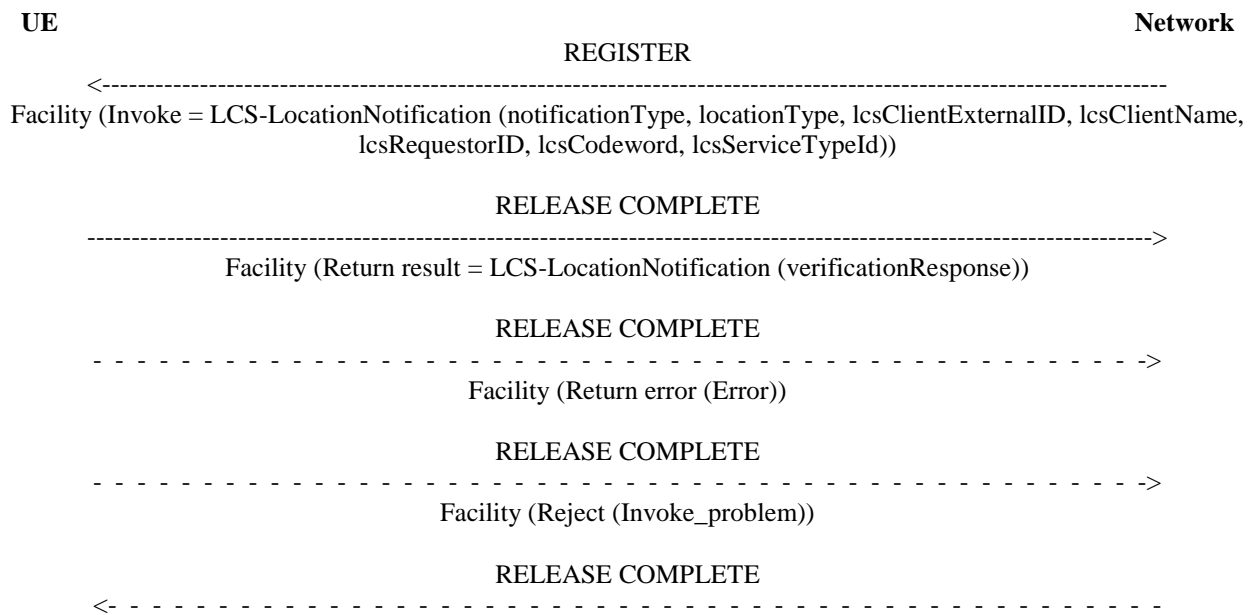 UE Network
REGISTER
<------------------------------------------------------------------------------------------------------------------------
Facility (Invoke = LCS-LocationNotification (notificationType, locationType, lcsClientExternalID, lcsClientName,
lcsRequestorID, lcsCodeword, lcsServiceTypeId))
RELEASE COMPLETE
------------------------------------------------------------------------------------------------------------------------>
Facility (Return result = LCS-LocationNotification (verificationResponse))
RELEASE COMPLETE
- - - - - - - - - - - - - - - - - - - - - - - - - - - - - - - - - - - - - - - - - - - - - - - ->
Facility (Return error (Error))
RELEASE COMPLETE
- - - - - - - - - - - - - - - - - - - - - - - - - - - - - - - - - - - - - - - - - - - - - - - ->
Facility (Reject (Invoke_problem))
RELEASE COMPLETE
<- - - - - - - - - - - - - - - - - - - - - - - - - - - - - - - - - - - - - - - - - - - - - - - -